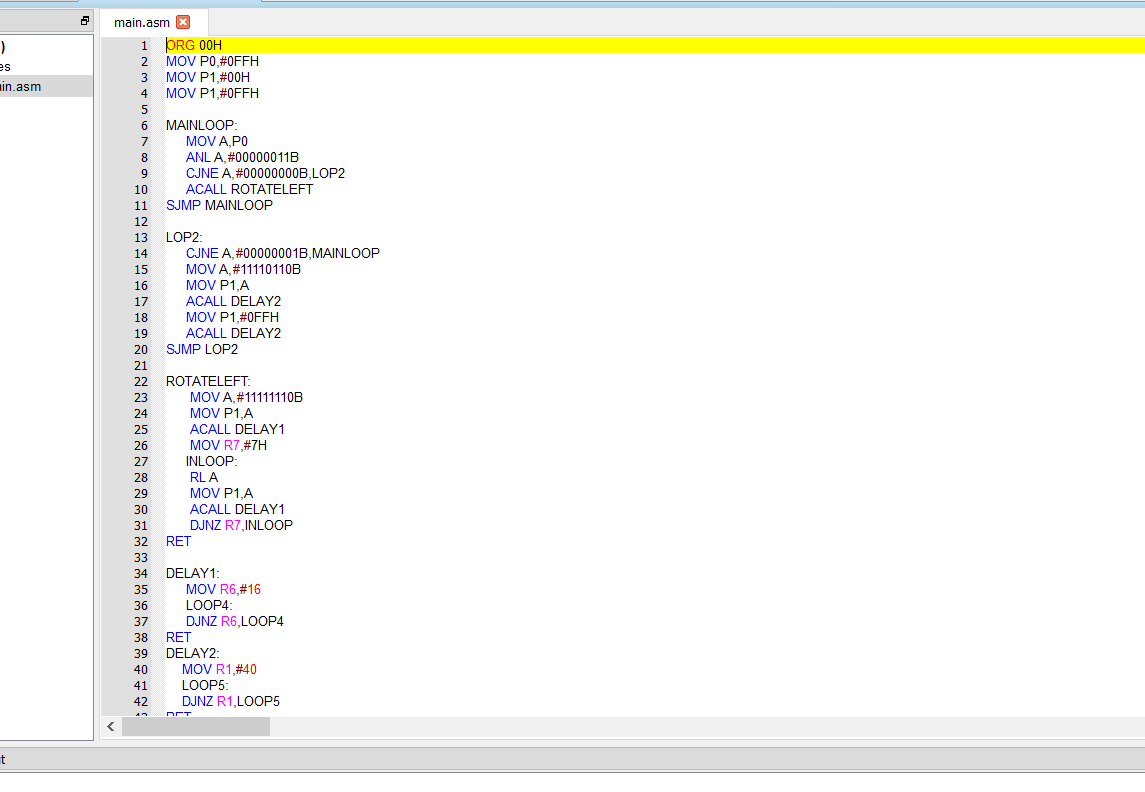 main.asm
)
es
in.asm
1 ORG 00H
2 MOV P0,#0FFH
3 MOV P1,#00H
4 MOV P1,#0FFH
5
6 MAINLOOP:
7 MOV A,P0
8 ANL A,#00000011B
9 CJNE A,#00000000B,LOP2
10 ACALL ROTATELEFT
11 SJMP MAINLOOP
12
13 LOP2:
14 CJNE A,#00000001B,MAINLOOP
15 MOV A,#11110110B
16 MOV P1,A
17 ACALL DELAY2
18 MOV P1,#0FFH
19 ACALL DELAY2
20 SJMP LOP2
21
22 ROTATELEFT:
23 MOV A,#11111110B
24 MOV P1,A
25 ACALL DELAY1
26 MOV R7,#7H
27 INLOOP:
28 RL A
29 MOV P1,A
30 ACALL DELAY1
31 DJNZ R7,INLOOP
32 RET
33
34 DELAY1:
35 MOV R6,#16
36 LOOP4:
37 DJNZ R6,LOOP4
38 RET
39 DELAY2:
40 MOV R1,#40
41 LOOP5:
42 DJNZ R1,LOOP5
43 RET
t